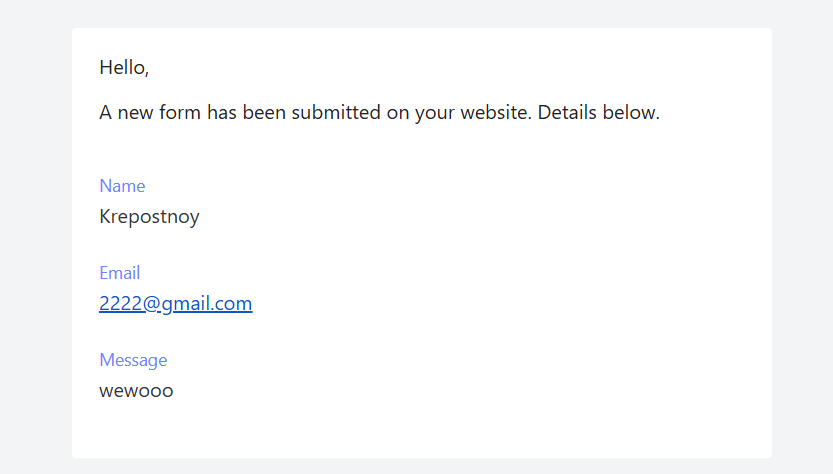 Hello,
A new form has been submitted on your website. Details below.
Name
Krepostnoy
Email
2222@gmail.com
Message
wewooo